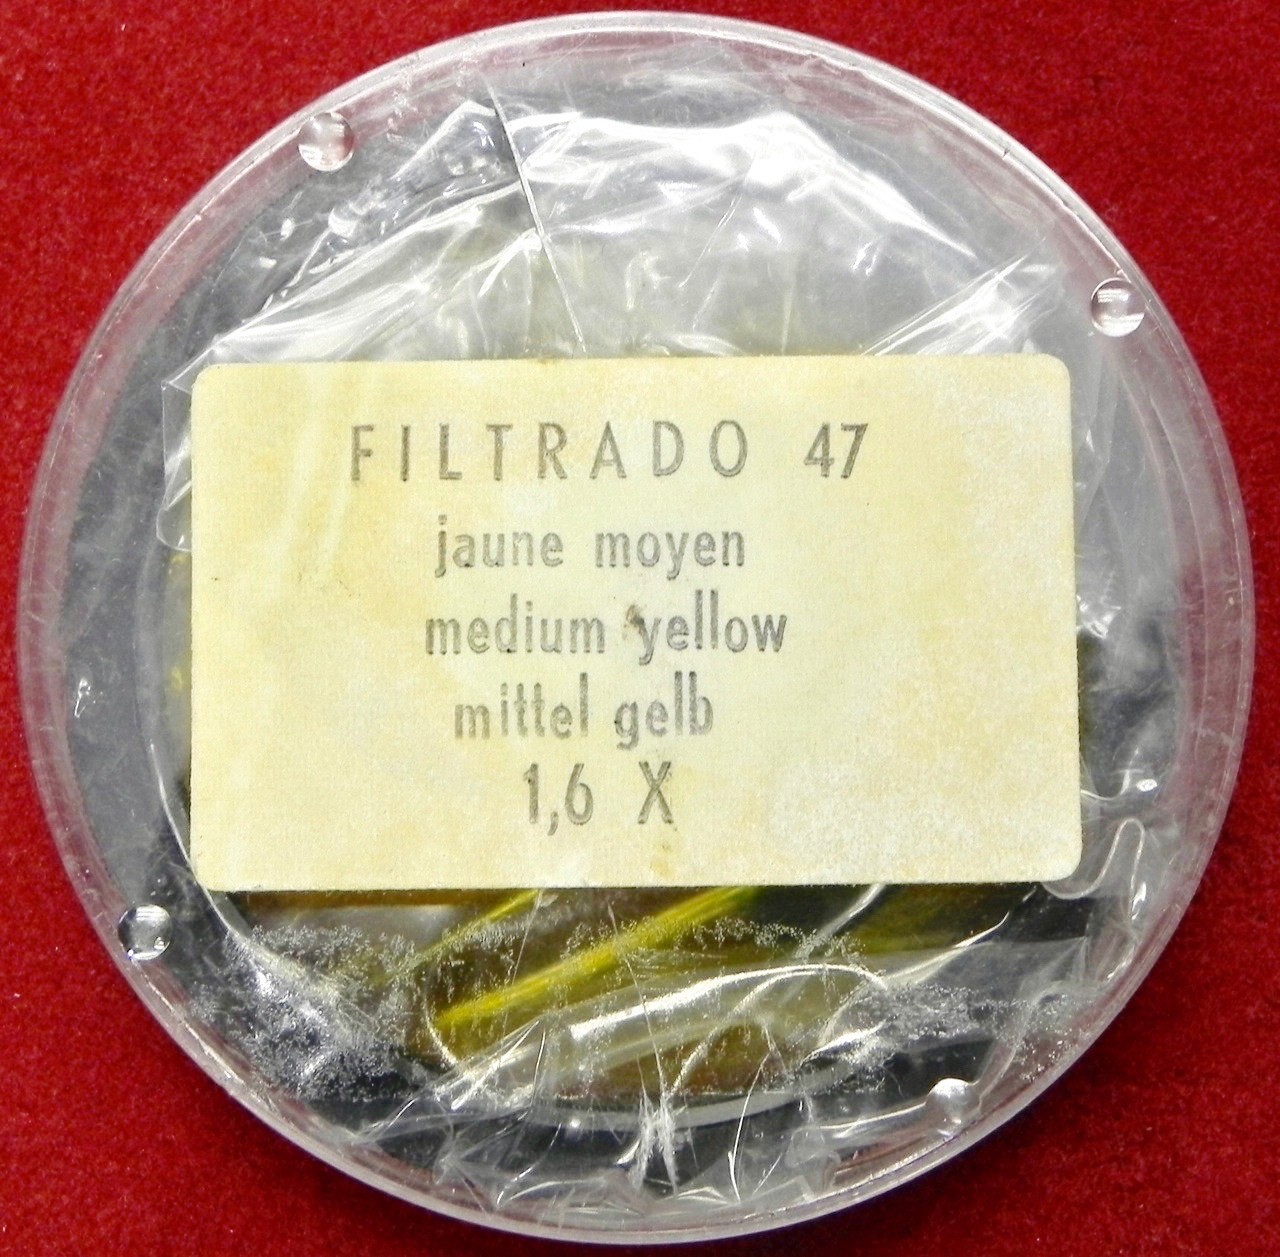 FILTRADO 47
jaune moyen
medium yellow
mittel gelb
1,6 X